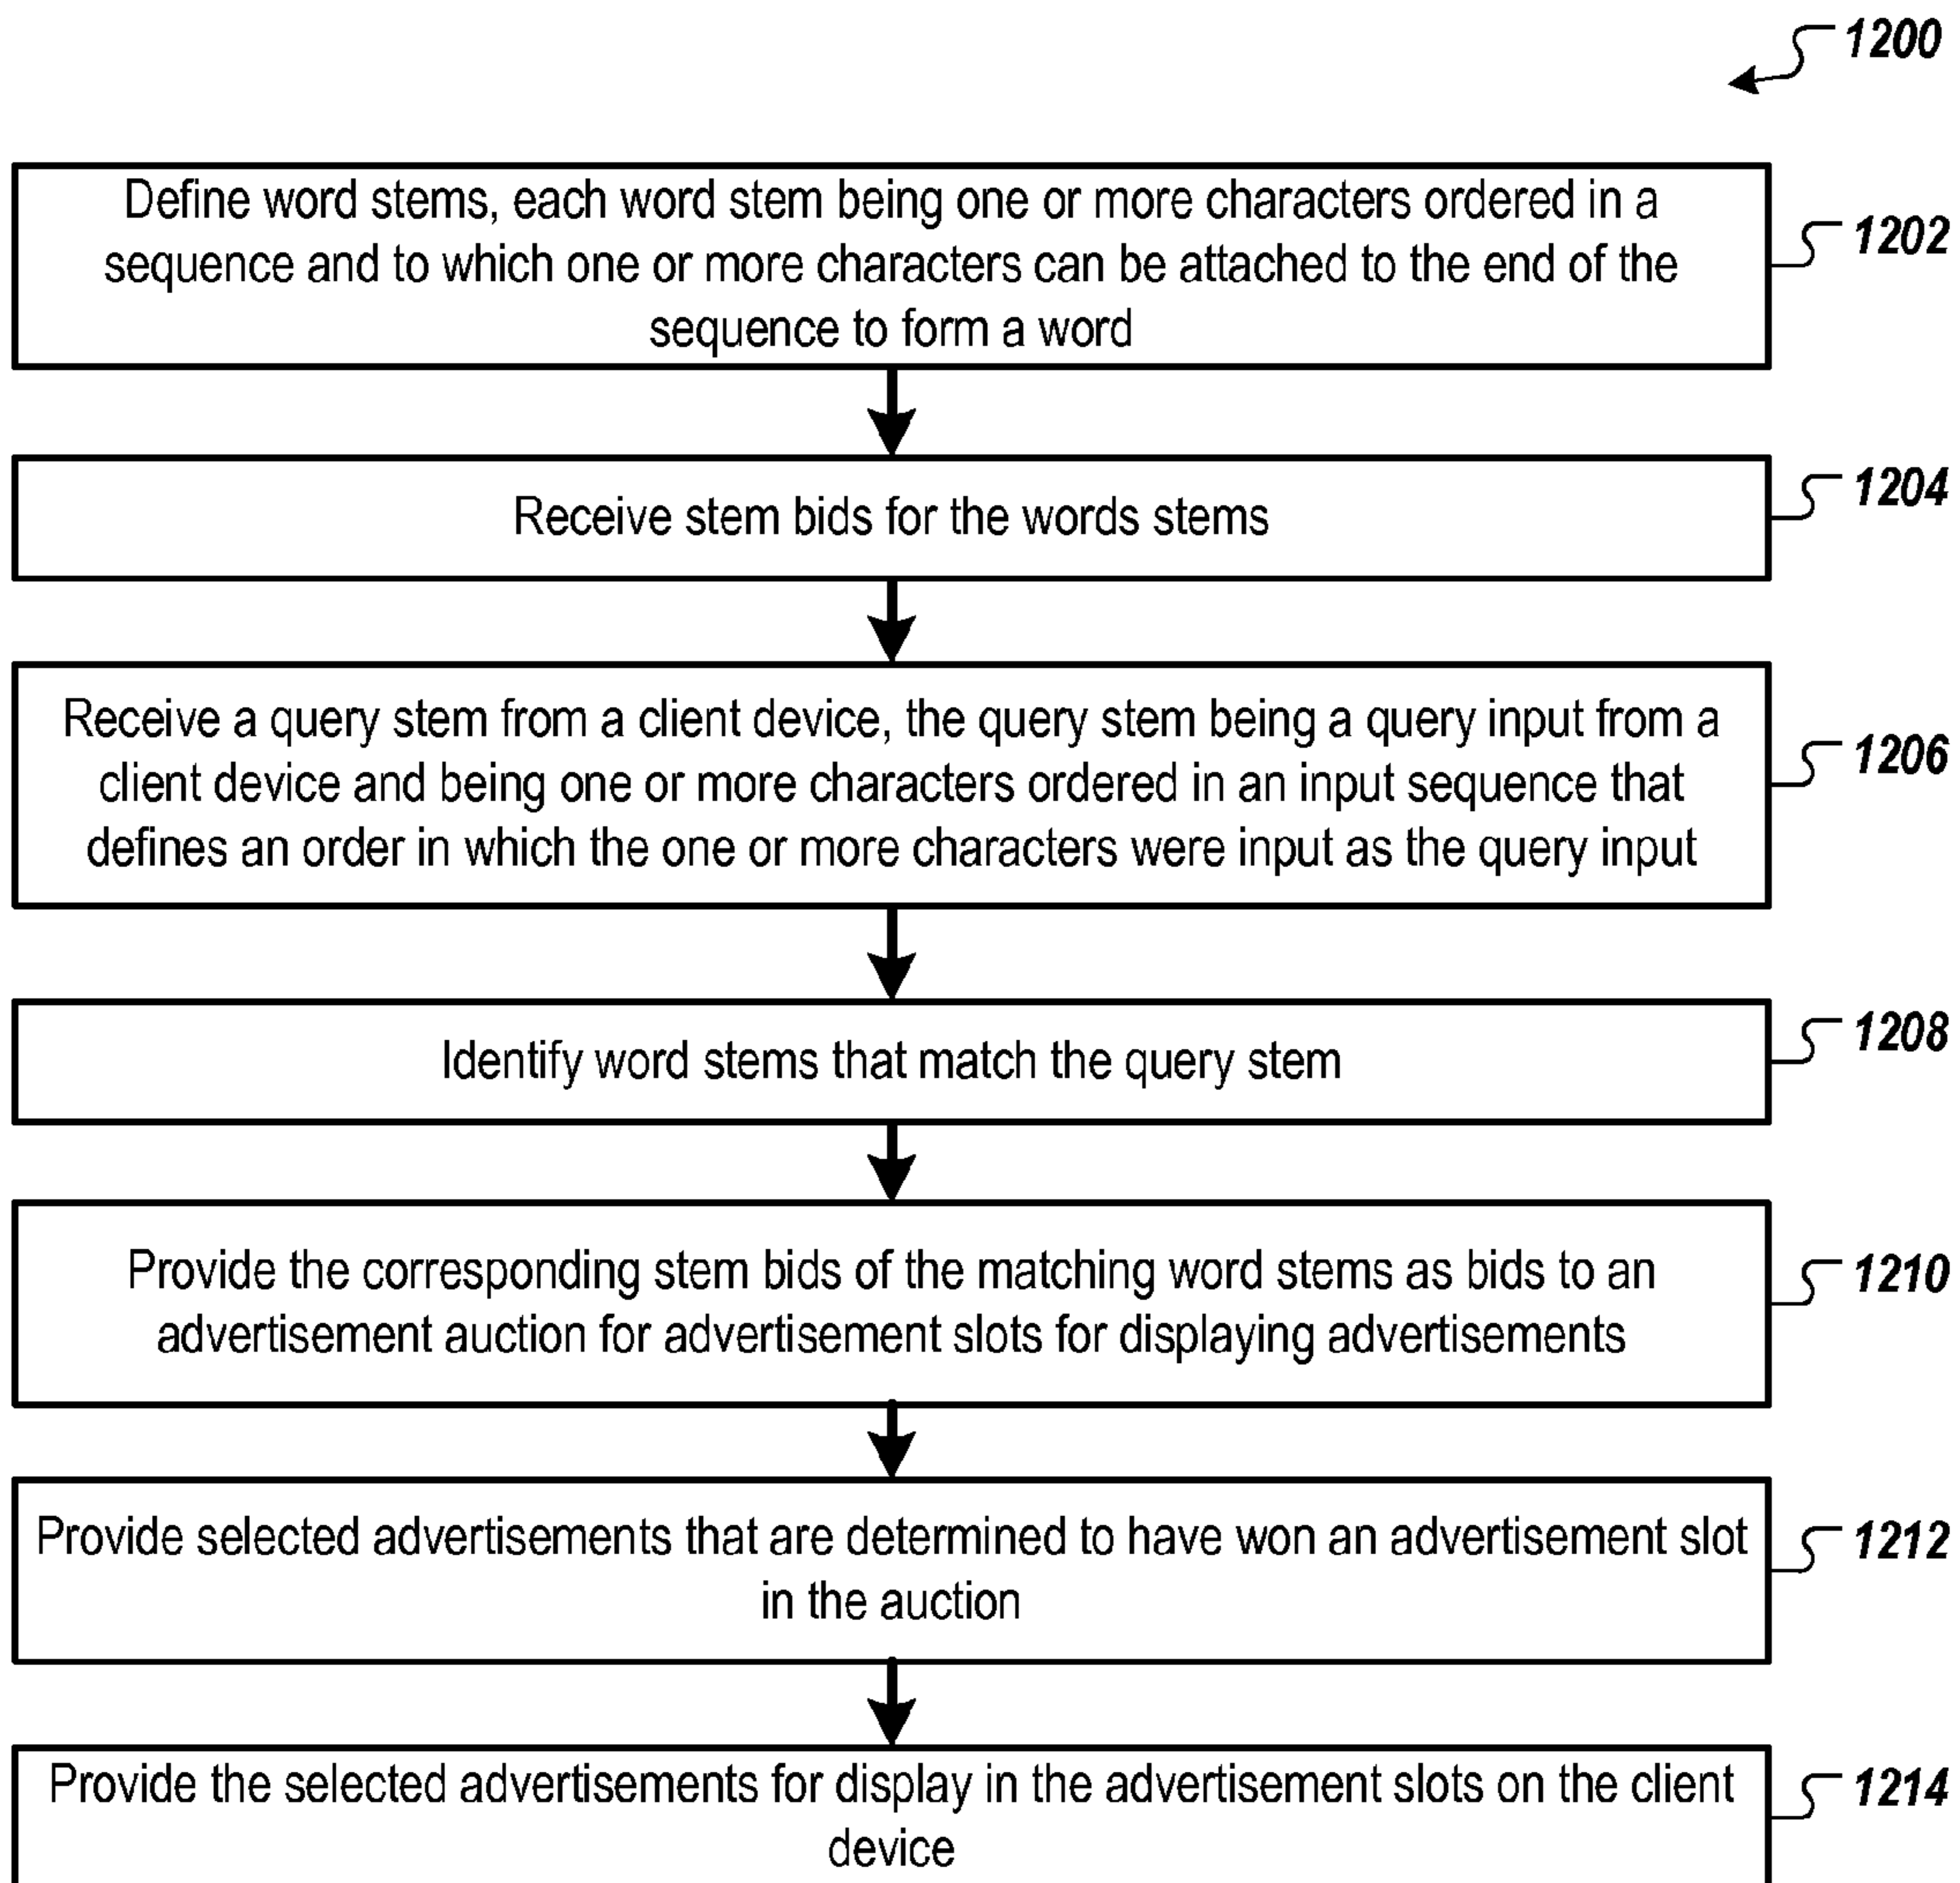 1200
Define word stems, each word stem being one or more characters ordered in a
sequence and to which one or more characters can be attached to the end of the
sequence to form a word
1202
Receive stem bids for the words stems
1204
Receive a query stem from a client device, the query stem being a query input from a
client device and being one or more characters ordered in an input sequence that
defines an order in which the one or more characters were input as the query input
1206
Identify word stems that match the query stem
1208
Provide the corresponding stem bids of the matching word stems as bids to an
advertisement auction for advertisement slots for displaying advertisements
1210
Provide selected advertisements that are determined to have won an advertisement slot
in the auction
1212
Provide the selected advertisements for display in the advertisement slots on the client
device
1214